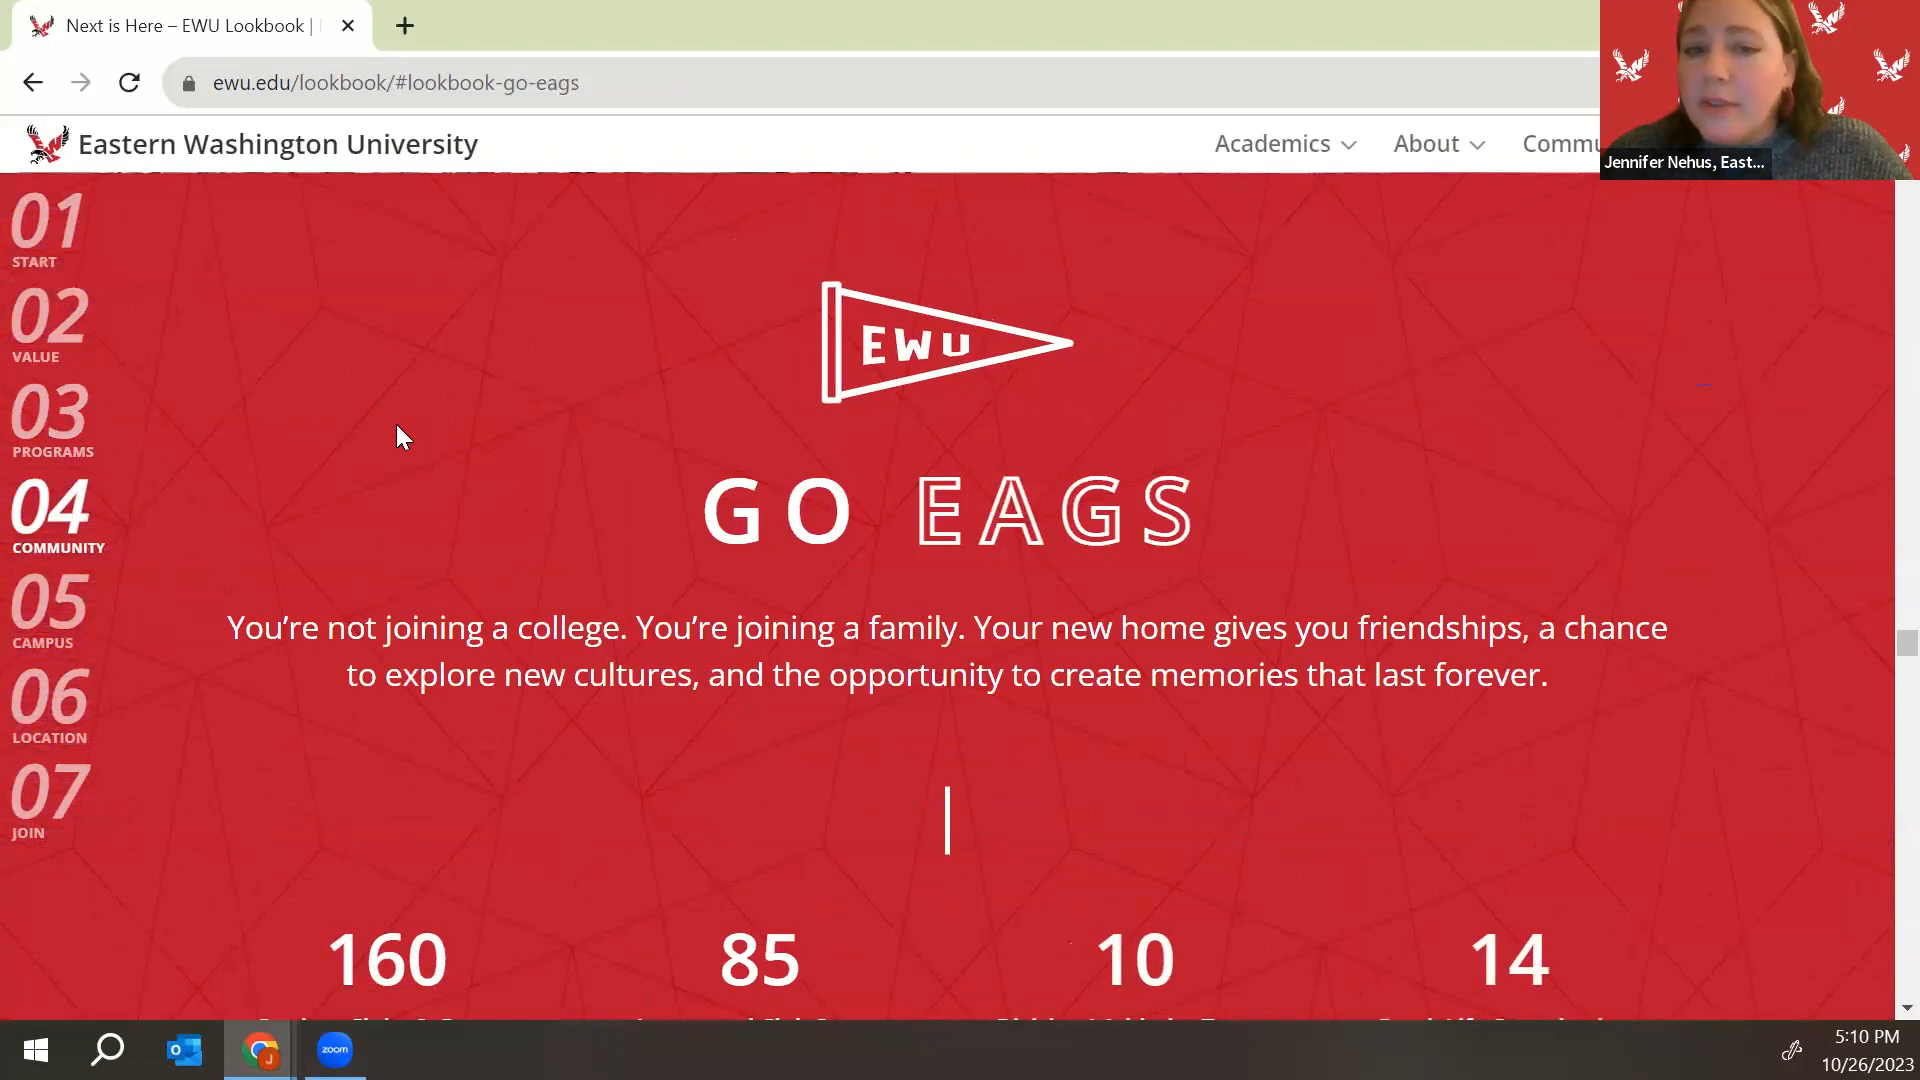 Next is Here – EWU Lookbook |
ewu.edu/lookbook/#lookbook-go-eags
Eastern Washington University
Academics
About
Jennifer Nehus, East...
01
START
02
VALUE
03
PROGRAMS
04
COMMUNITY
05
CAMPUS
06
LOCATION
07
JOIN
EWU
GO EAGS
You’re not joining a college. You’re joining a family. Your new home gives you friendships, a chance
to explore new cultures, and the opportunity to create memories that last forever.
160
85
10
14
zoom
5:10 PM
10/26/2023